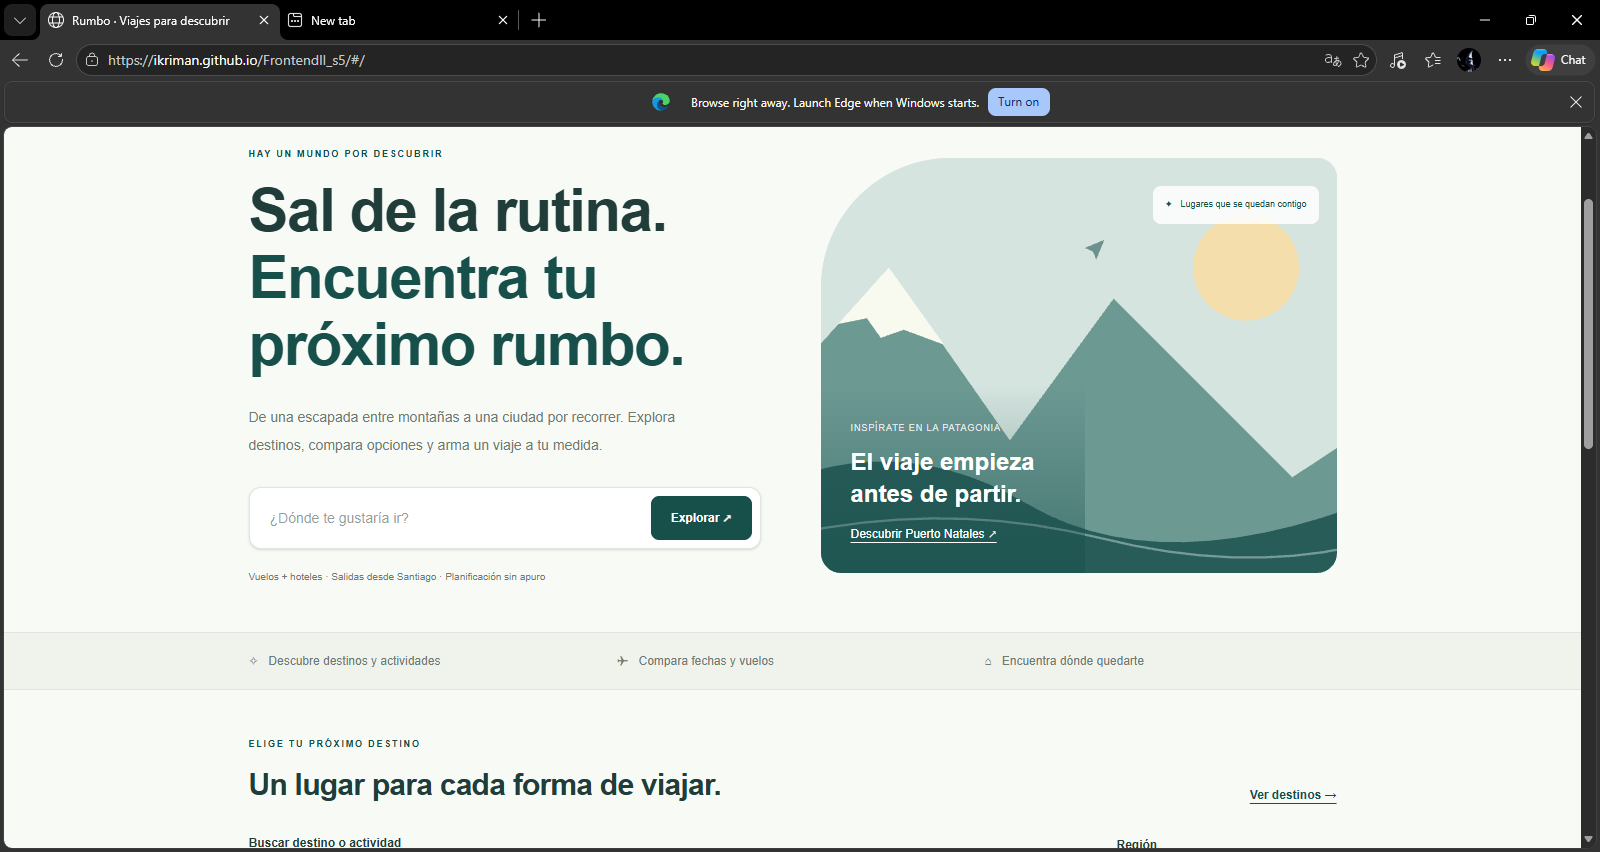 Rumbo · Viajes para descubrir
New tab
https://ikriman.github.io/FrontendII_s5/#/
Chat
Browse right away. Launch Edge when Windows starts.
Turn on
HAY UN MUNDO POR DESCUBRIR
Sal de la rutina.
Encuentra tu
próximo rumbo.
De una escapada entre montañas a una ciudad por recorrer. Explora
destinos, compara opciones y arma un viaje a tu medida.
¿Dónde te gustaría ir?
Explorar ↗
Vuelos + hoteles · Salidas desde Santiago · Planificación sin apuro
✦ Lugares que se quedan contigo
INSPÍRATE EN LA PATAGONIA
El viaje empieza
antes de partir.
Descubrir Puerto Natales ↗
✧ Descubre destinos y actividades
✈ Compara fechas y vuelos
⌂ Encuentra dónde quedarte
ELIGE TU PRÓXIMO DESTINO
Un lugar para cada forma de viajar.
Ver destinos →
Buscar destino o actividad
Región